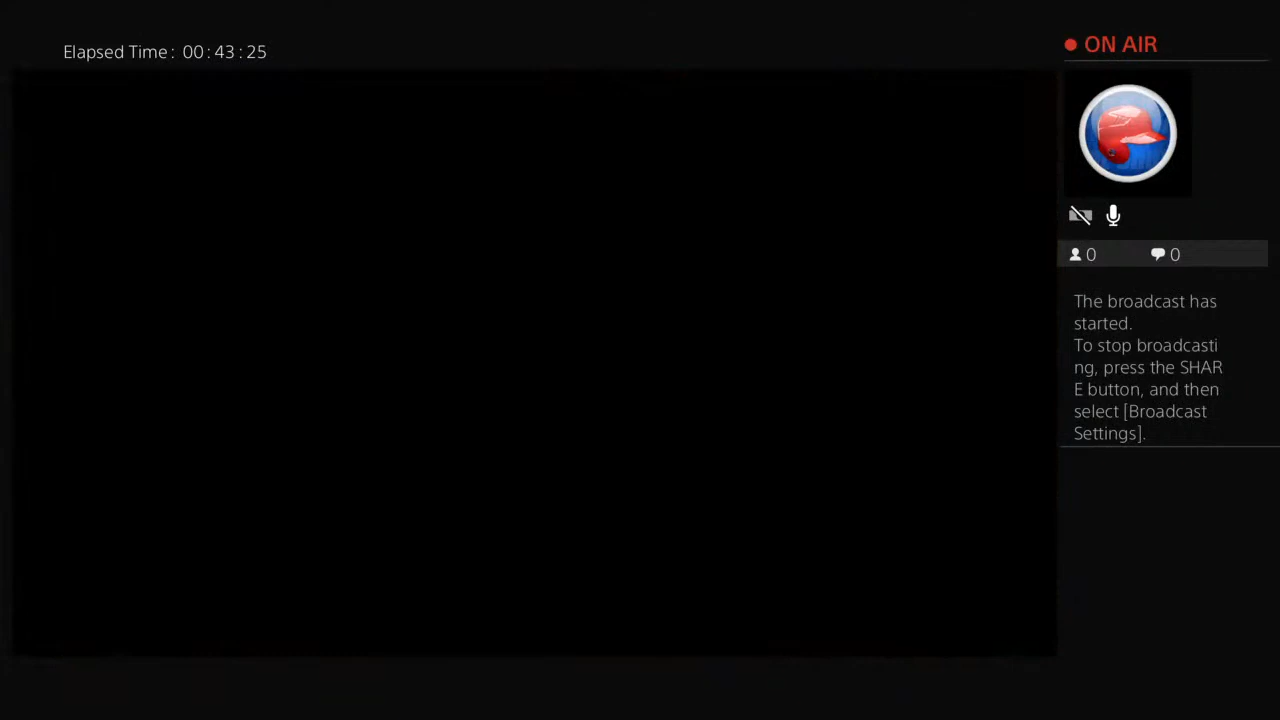 Elapsed Time: 00:43:25
ON AIR
0 0
The broadcast has
started.
To stop broadcasti
ng, press the SHAR
E button, and then
select [Broadcast
Settings].